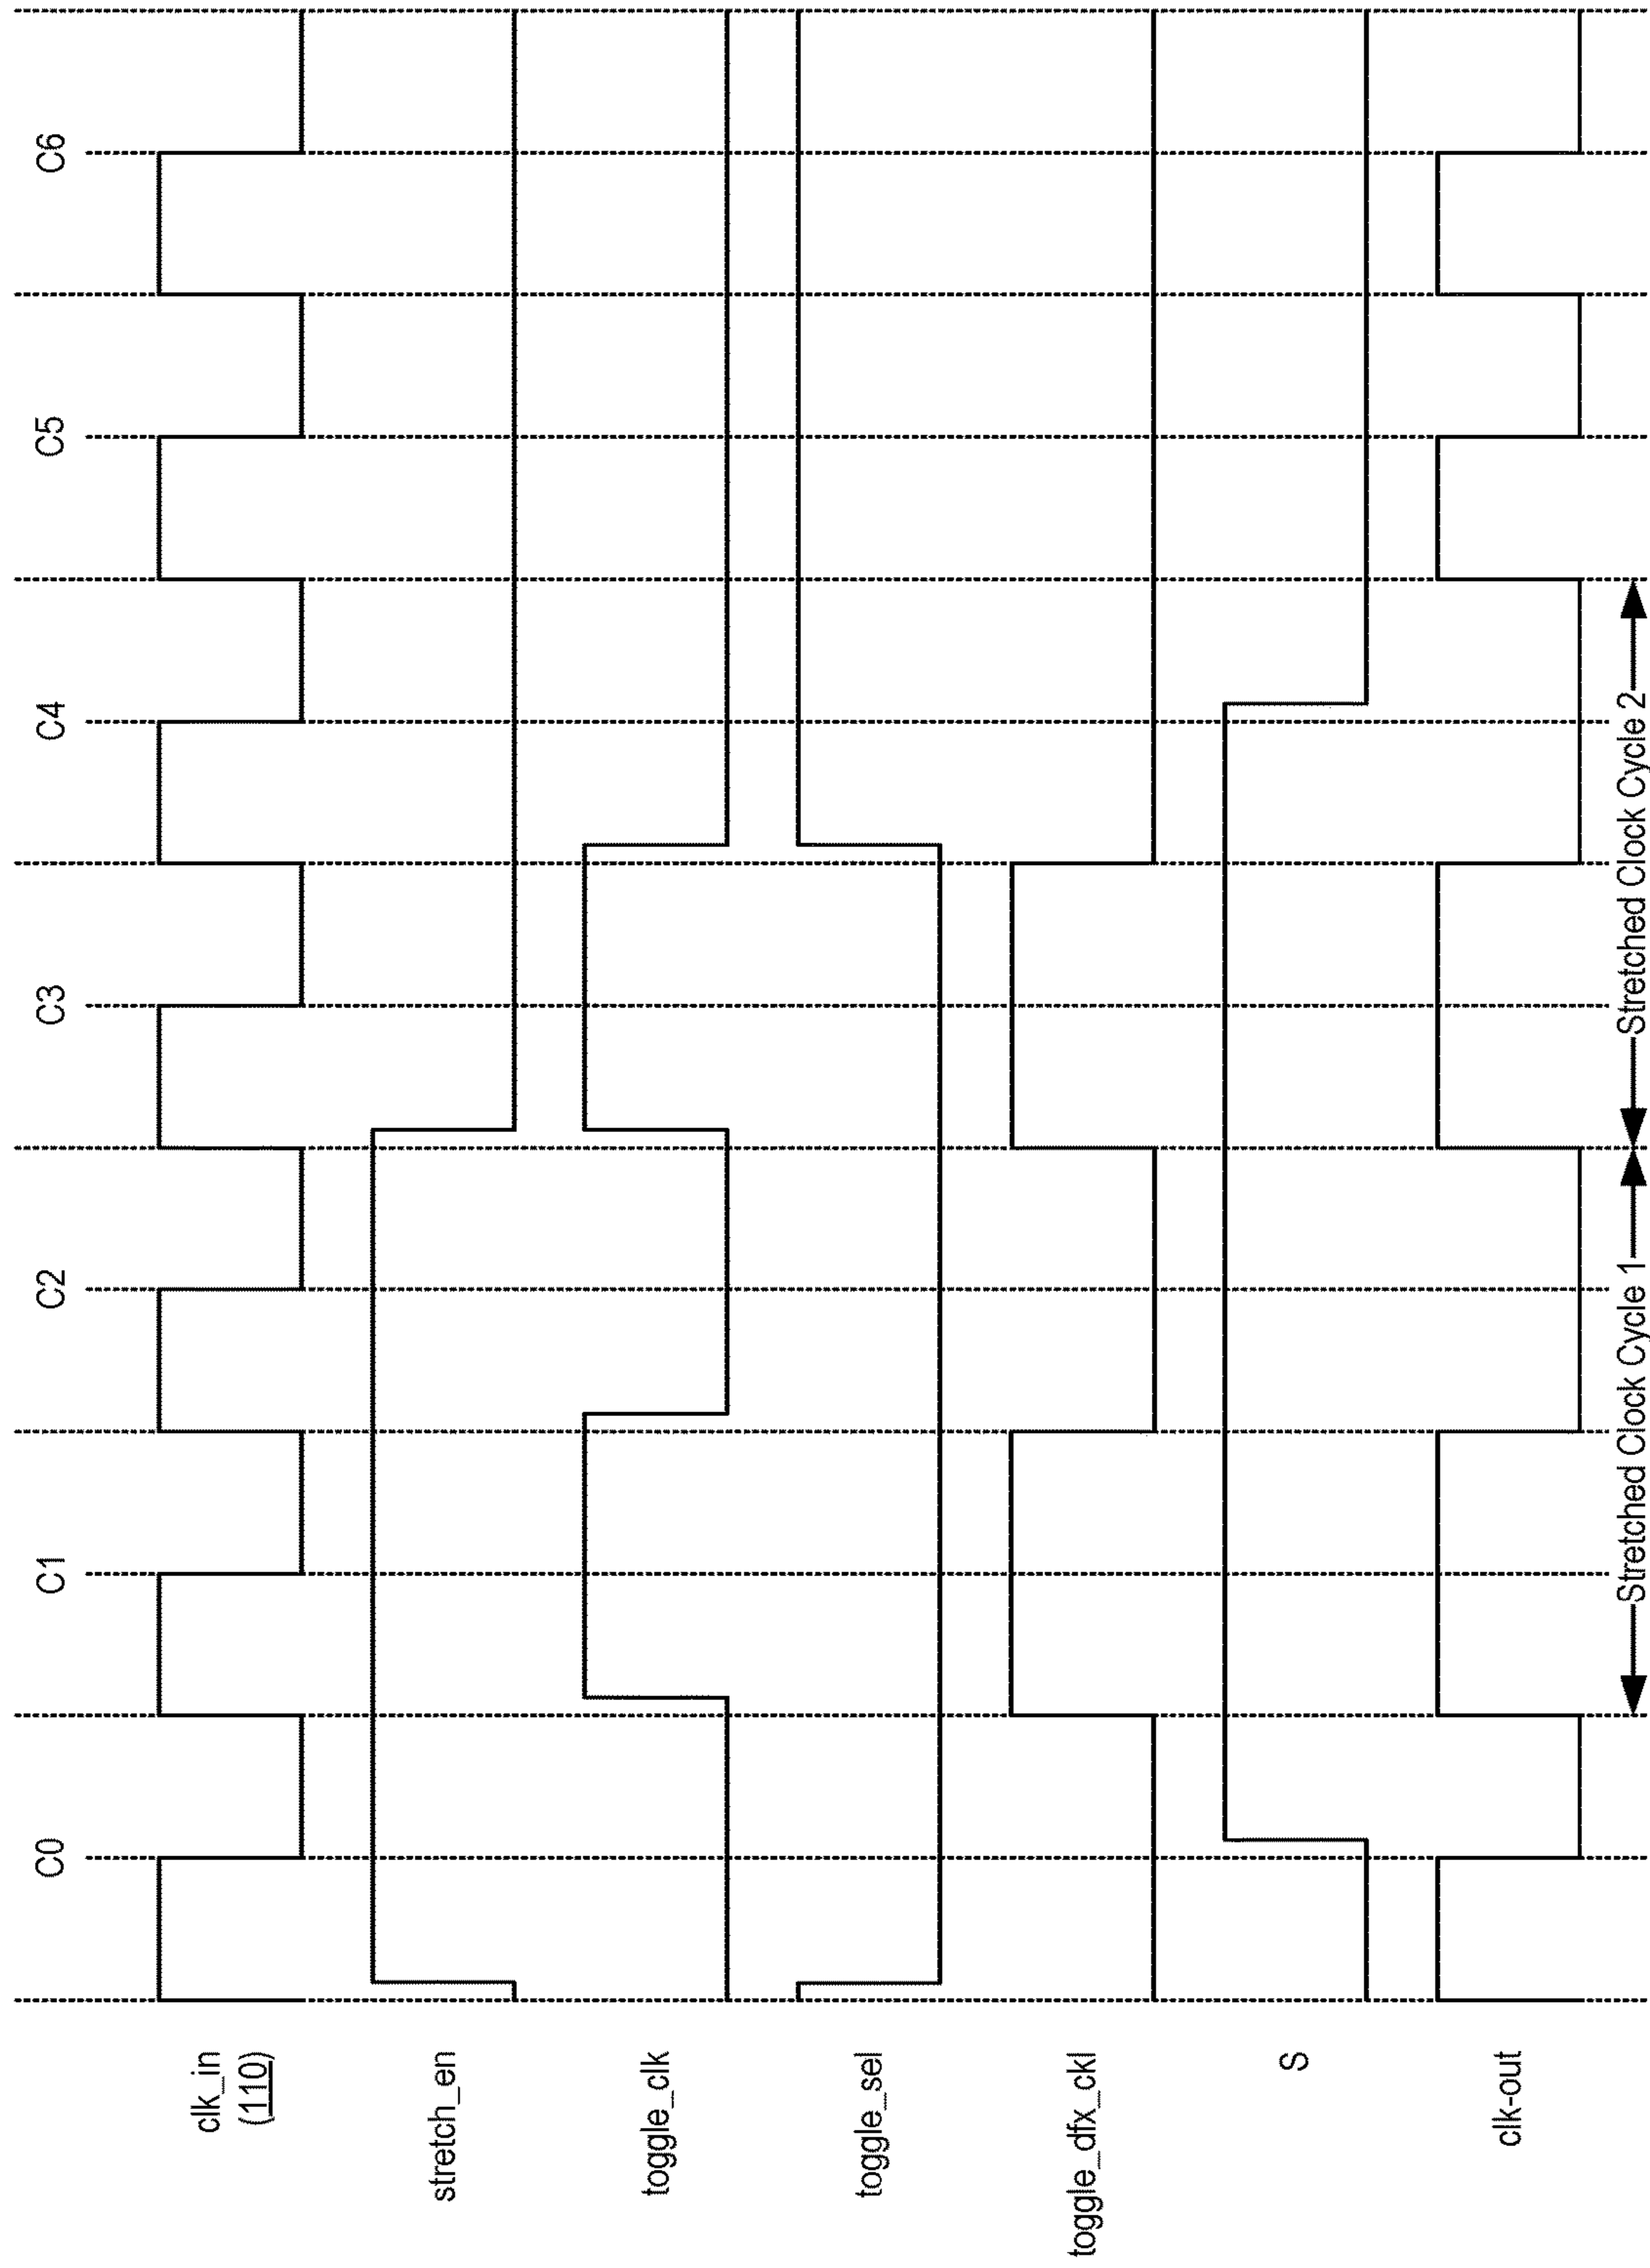 C0
C1
C2
C3
C4
C5
C6
clk_in
(110)
stretch_en
toggle_clk
toggle_sel
toggle_dfx_ckl
S
clk-out
Stretched Clock Cycle 1
Stretched Clock Cycle 2